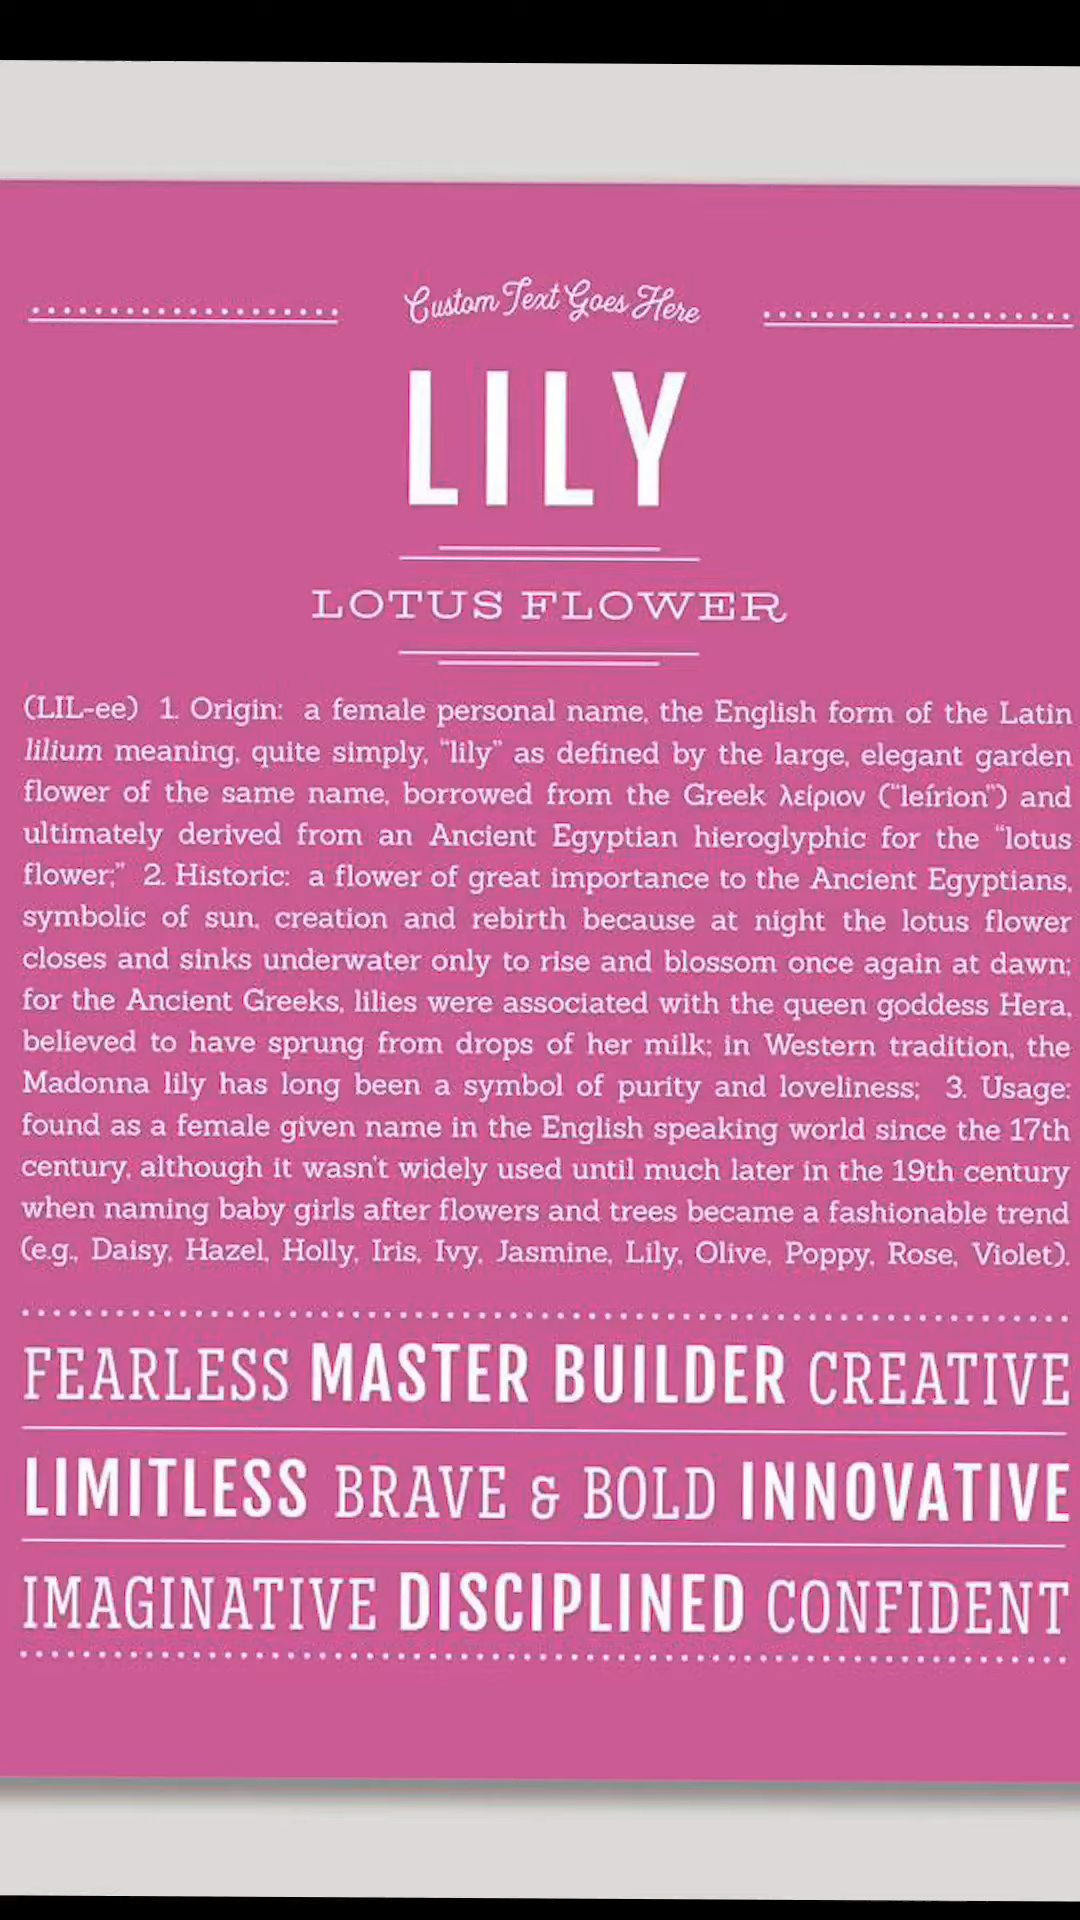 Custom Text Goes Here
LILY
LOTUS FLOWER
(LIL-ee) 1. Origin: a female personal name, the English form of the Latin
lilium meaning, quite simply, “lily” as defined by the large, elegant garden
flower of the same name, borrowed from the Greek λείριον (“leírion”) and
ultimately derived from an Ancient Egyptian hieroglyphic for the “lotus
flower;” 2. Historic: a flower of great importance to the Ancient Egyptians,
symbolic of sun, creation and rebirth because at night the lotus flower
closes and sinks underwater only to rise and blossom once again at dawn;
for the Ancient Greeks, lilies were associated with the queen goddess Hera,
believed to have sprung from drops of her milk; in Western tradition, the
Madonna lily has long been a symbol of purity and loveliness; 3. Usage:
found as a female given name in the English speaking world since the 17th
century, although it wasn't widely used until much later in the 19th century
when naming baby girls after flowers and trees became a fashionable trend
(e.g., Daisy, Hazel, Holly, Iris, Ivy, Jasmine, Lily, Olive, Poppy, Rose, Violet).
FEARLESS MASTER BUILDER CREATIVE
LIMITLESS BRAVE & BOLD INNOVATIVE
IMAGINATIVE DISCIPLINED CONFIDENT